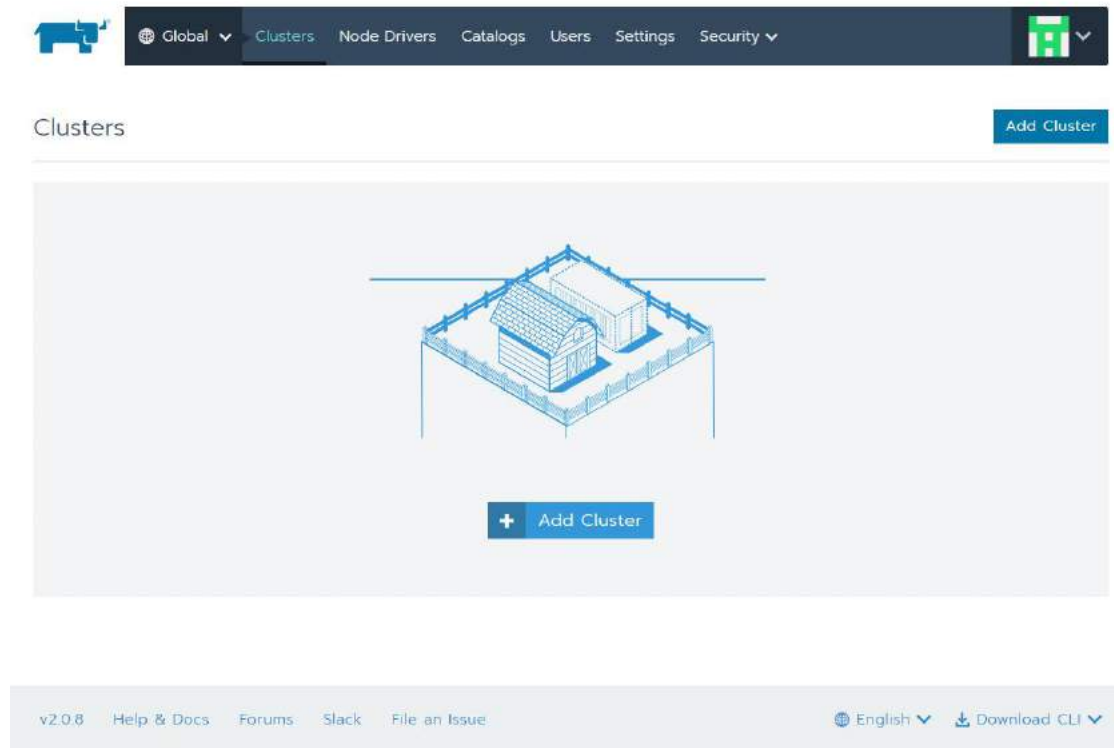 Global Clusters Node Drivers Catalogs Users Settings Security
Clusters
Add Cluster
Add Cluster
v2.0.8 Help & Docs Forums Slack File an Issue English Download CLI